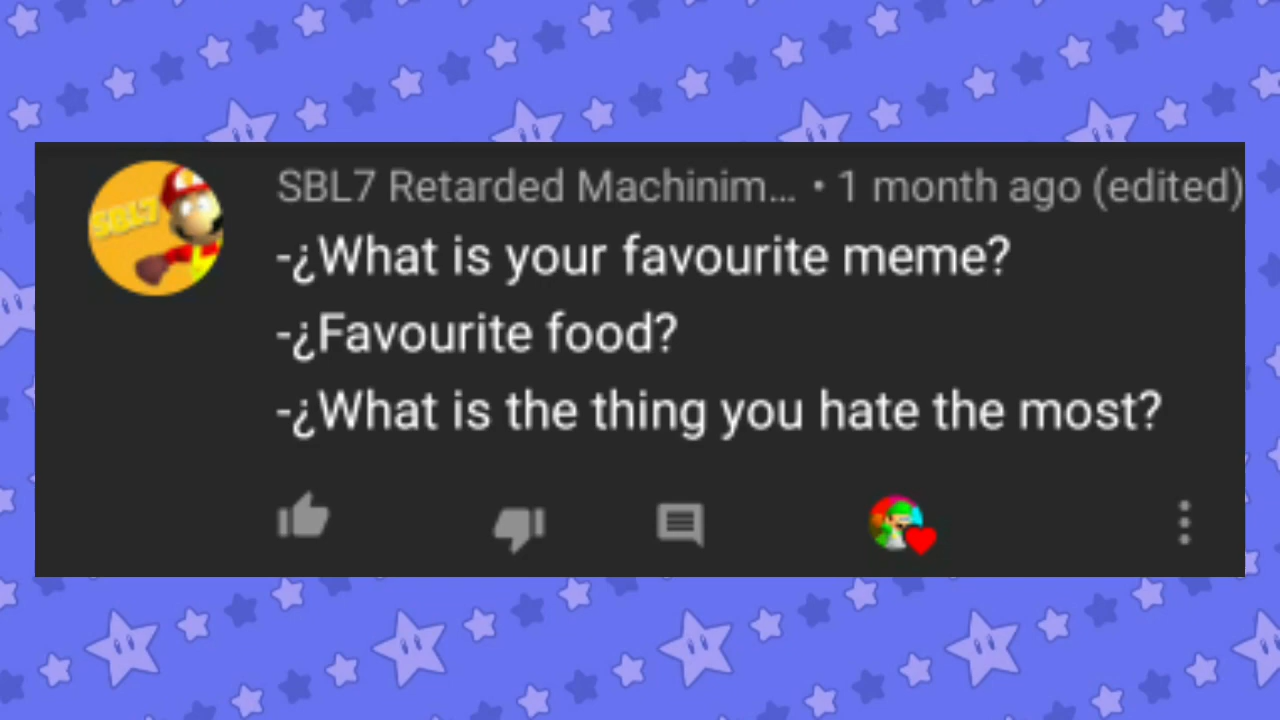 SBL7
SBL7 Retarded Machinim... • 1 month ago (edited)
-¿What is your favourite meme?
-¿Favourite food?
-¿What is the thing you hate the most?